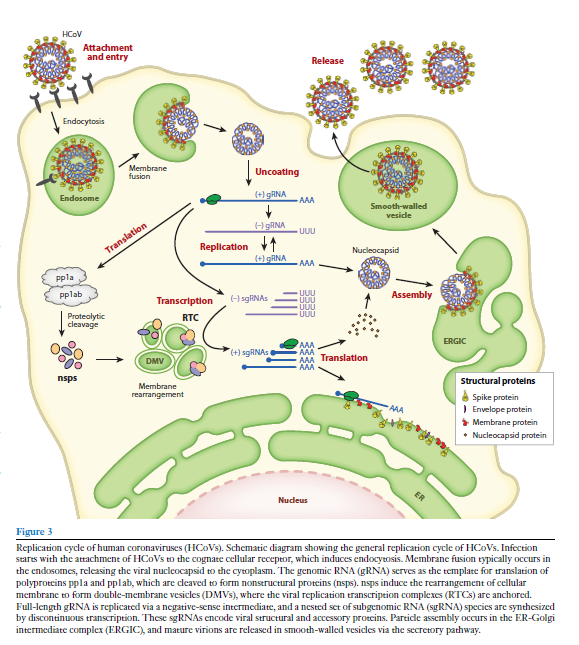 HCoV
Attachment
and entry
Release
Endocytosis
Membrane
fusion
Endosome
Uncoating
Smooth-walled
vesicle
(+) gRNA
AAA
Translation
(–) gRNA
UUU
Replication
(+) gRNA
AAA
Nucleocapsid
pp1a
pp1ab
Transcription
(–) sgRNAs
UUU
UUU
UUU
UUU
Assembly
Proteolytic
cleavage
RTC
ERGIC
(+) sgRNAs
AAA
AAA
AAA
AAA
Translation
DMV
nsps
Membrane
rearrangement
Structural proteins
Spike protein
Envelope protein
Membrane protein
Nucleocapsid protein
AAA
ER
Nucleus
Figure 3
Replication cycle of human coronaviruses (HCoVs). Schematic diagram showing the general replication cycle of HCoVs. Infection
starts with the attachment of HCoVs to the cognate cellular receptor, which induces endocytosis. Membrane fusion typically occurs in
the endosomes, releasing the viral nucleocapsid to the cytoplasm. The genomic RNA (gRNA) serves as the template for translation of
polyproteins pp1a and pp1ab, which are cleaved to form nonstructural proteins (nsps). nsps induce the rearrangement of cellular
membrane to form double-membrane vesicles (DMVs), where the viral replication transcription complexes (RTCs) are anchored.
Full-length gRNA is replicated via a negative-sense intermediate, and a nested set of subgenomic RNA (sgRNA) species are synthesized
by discontinuous transcription. These sgRNAs encode viral structural and accessory proteins. Particle assembly occurs in the ER-Golgi
intermediate complex (ERGIC), and mature virions are released in smooth-walled vesicles via the secretory pathway.